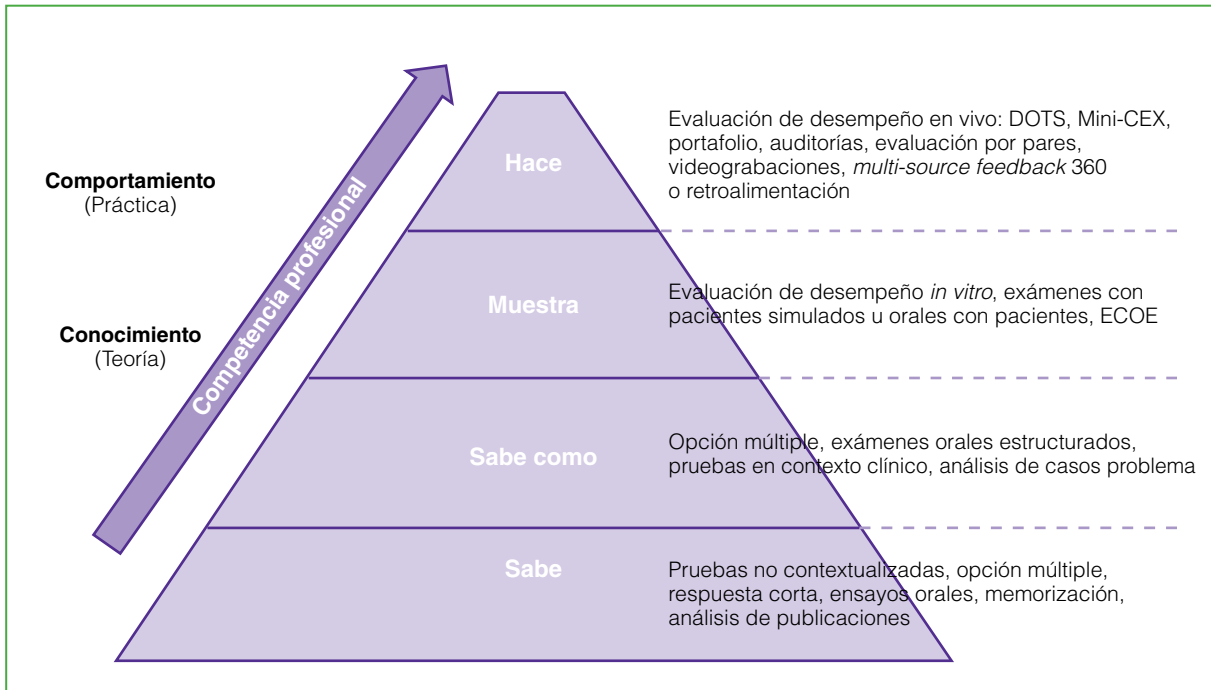 Comportamiento
(Práctica)
Conocimiento
(Teoría)
Competencia profesional
Hace
Evaluación de desempeño en vivo: DOTS, Mini-CEX,
portafolio, auditorías, evaluación por pares,
videograbaciones, multi-source feedback 360
o retroalimentación
Muestra
Evaluación de desempeño in vitro, exámenes con
pacientes simulados u orales con pacientes, ECOE
Sabe como
Opción múltiple, exámenes orales estructurados,
pruebas en contexto clínico, análisis de casos problema
Sabe
Pruebas no contextualizadas, opción múltiple,
respuesta corta, ensayos orales, memorización,
análisis de publicaciones